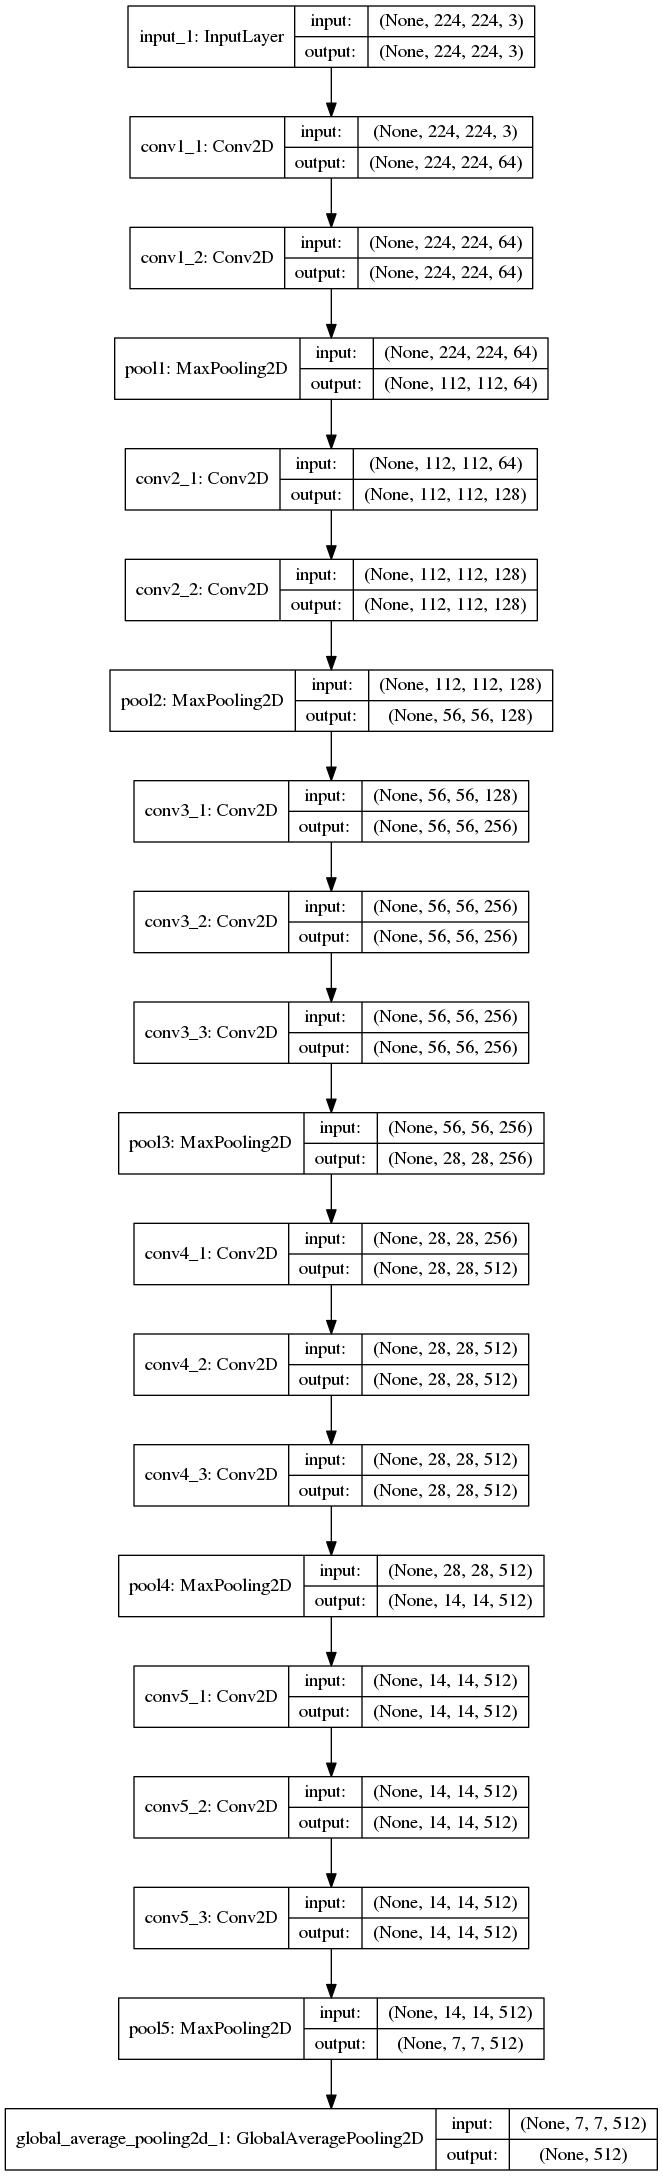 input_1: InputLayer
input: (None, 224, 224, 3)
output: (None, 224, 224, 3)
conv1_1: Conv2D
input: (None, 224, 224, 3)
output: (None, 224, 224, 64)
conv1_2: Conv2D
input: (None, 224, 224, 64)
output: (None, 224, 224, 64)
pool1: MaxPooling2D
input: (None, 224, 224, 64)
output: (None, 112, 112, 64)
conv2_1: Conv2D
input: (None, 112, 112, 64)
output: (None, 112, 112, 128)
conv2_2: Conv2D
input: (None, 112, 112, 128)
output: (None, 112, 112, 128)
pool2: MaxPooling2D
input: (None, 112, 112, 128)
output: (None, 56, 56, 128)
conv3_1: Conv2D
input: (None, 56, 56, 128)
output: (None, 56, 56, 256)
conv3_2: Conv2D
input: (None, 56, 56, 256)
output: (None, 56, 56, 256)
conv3_3: Conv2D
input: (None, 56, 56, 256)
output: (None, 56, 56, 256)
pool3: MaxPooling2D
input: (None, 56, 56, 256)
output: (None, 28, 28, 256)
conv4_1: Conv2D
input: (None, 28, 28, 256)
output: (None, 28, 28, 512)
conv4_2: Conv2D
input: (None, 28, 28, 512)
output: (None, 28, 28, 512)
conv4_3: Conv2D
input: (None, 28, 28, 512)
output: (None, 28, 28, 512)
pool4: MaxPooling2D
input: (None, 28, 28, 512)
output: (None, 14, 14, 512)
conv5_1: Conv2D
input: (None, 14, 14, 512)
output: (None, 14, 14, 512)
conv5_2: Conv2D
input: (None, 14, 14, 512)
output: (None, 14, 14, 512)
conv5_3: Conv2D
input: (None, 14, 14, 512)
output: (None, 14, 14, 512)
pool5: MaxPooling2D
input: (None, 14, 14, 512)
output: (None, 7, 7, 512)
global_average_pooling2d_1: GlobalAveragePooling2D
input: (None, 7, 7, 512)
output: (None, 512)